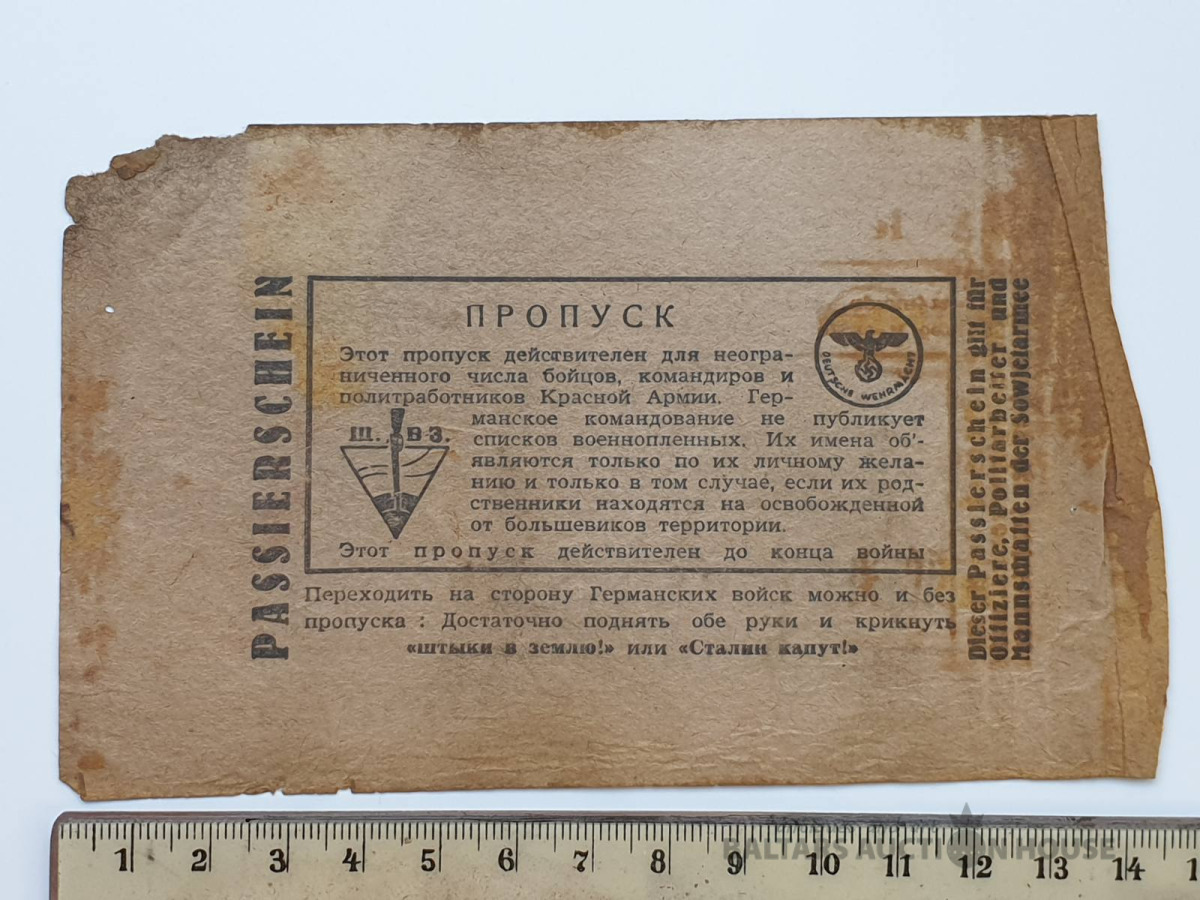 PASSIERSCHEIN
ПРОПУСК
Этот пропуск действителен для неогра-
ниченного числа бойцов, командиров и
политработников Красной Армии. Гер-
манское командование не публикует
списков военнопленных. Их имена об'-
являются только по их личному жела-
нию и только в том случае, если их род-
ственники находятся на освобожденной
от большевиков территории.
Этот пропуск действителен до конца войны
Ш. В З.
DEUTSCHE WEHRMACHT
Переходить на сторону Германских войск можно и без
пропуска : Достаточно поднять обе руки и крикнуть
«штыки в землю!» или «Сталин капут!»
Dieser Passierschein gilt für
Offiziere, Politarbeiter und
Mannschaften der Sowjetarmee
1 2 3 4 5 6 7 8 9 10 11 12 13 14 1
BALTARS AUCTION HOUSE